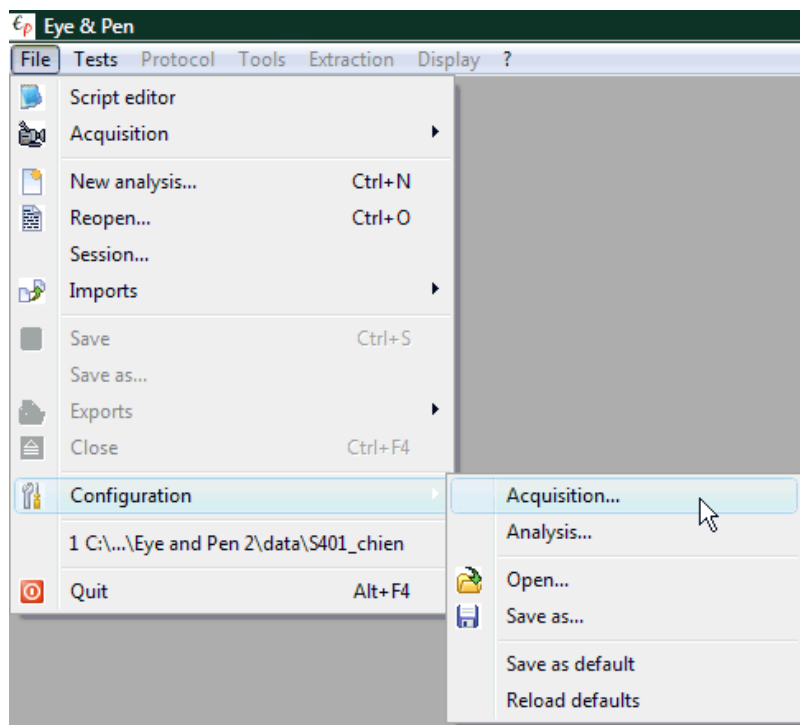 Ep Eye & Pen
File Tests Protocol Tools Extraction Display ?
Script editor
Acquisition
New analysis... Ctrl+N
Reopen... Ctrl+O
Session...
Imports
Save Ctrl+S
Save as...
Exports
Close Ctrl+F4
Configuration
1 C:\...\Eye and Pen 2\data\S401_chien
Quit Alt+F4
Acquisition...
Analysis...
Open...
Save as...
Save as default
Reload defaults